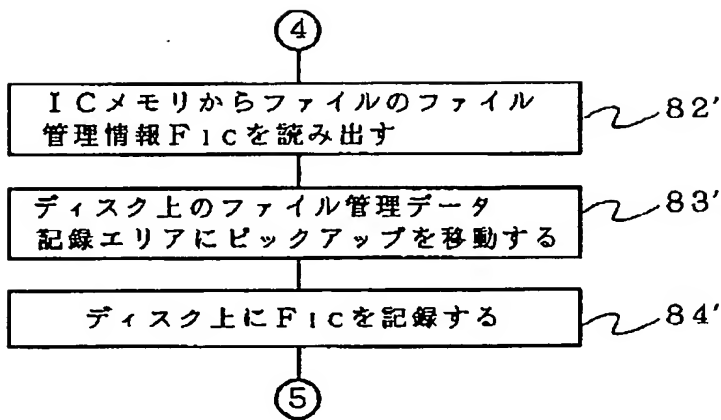 4
ICメモリからファイルのファイル
82'
管理情報Ficを読み出す
ディスク上のファイル管理データ
83'
記録エリアにピックアップを移動する
ディスク上にFicを記録する
84'
5